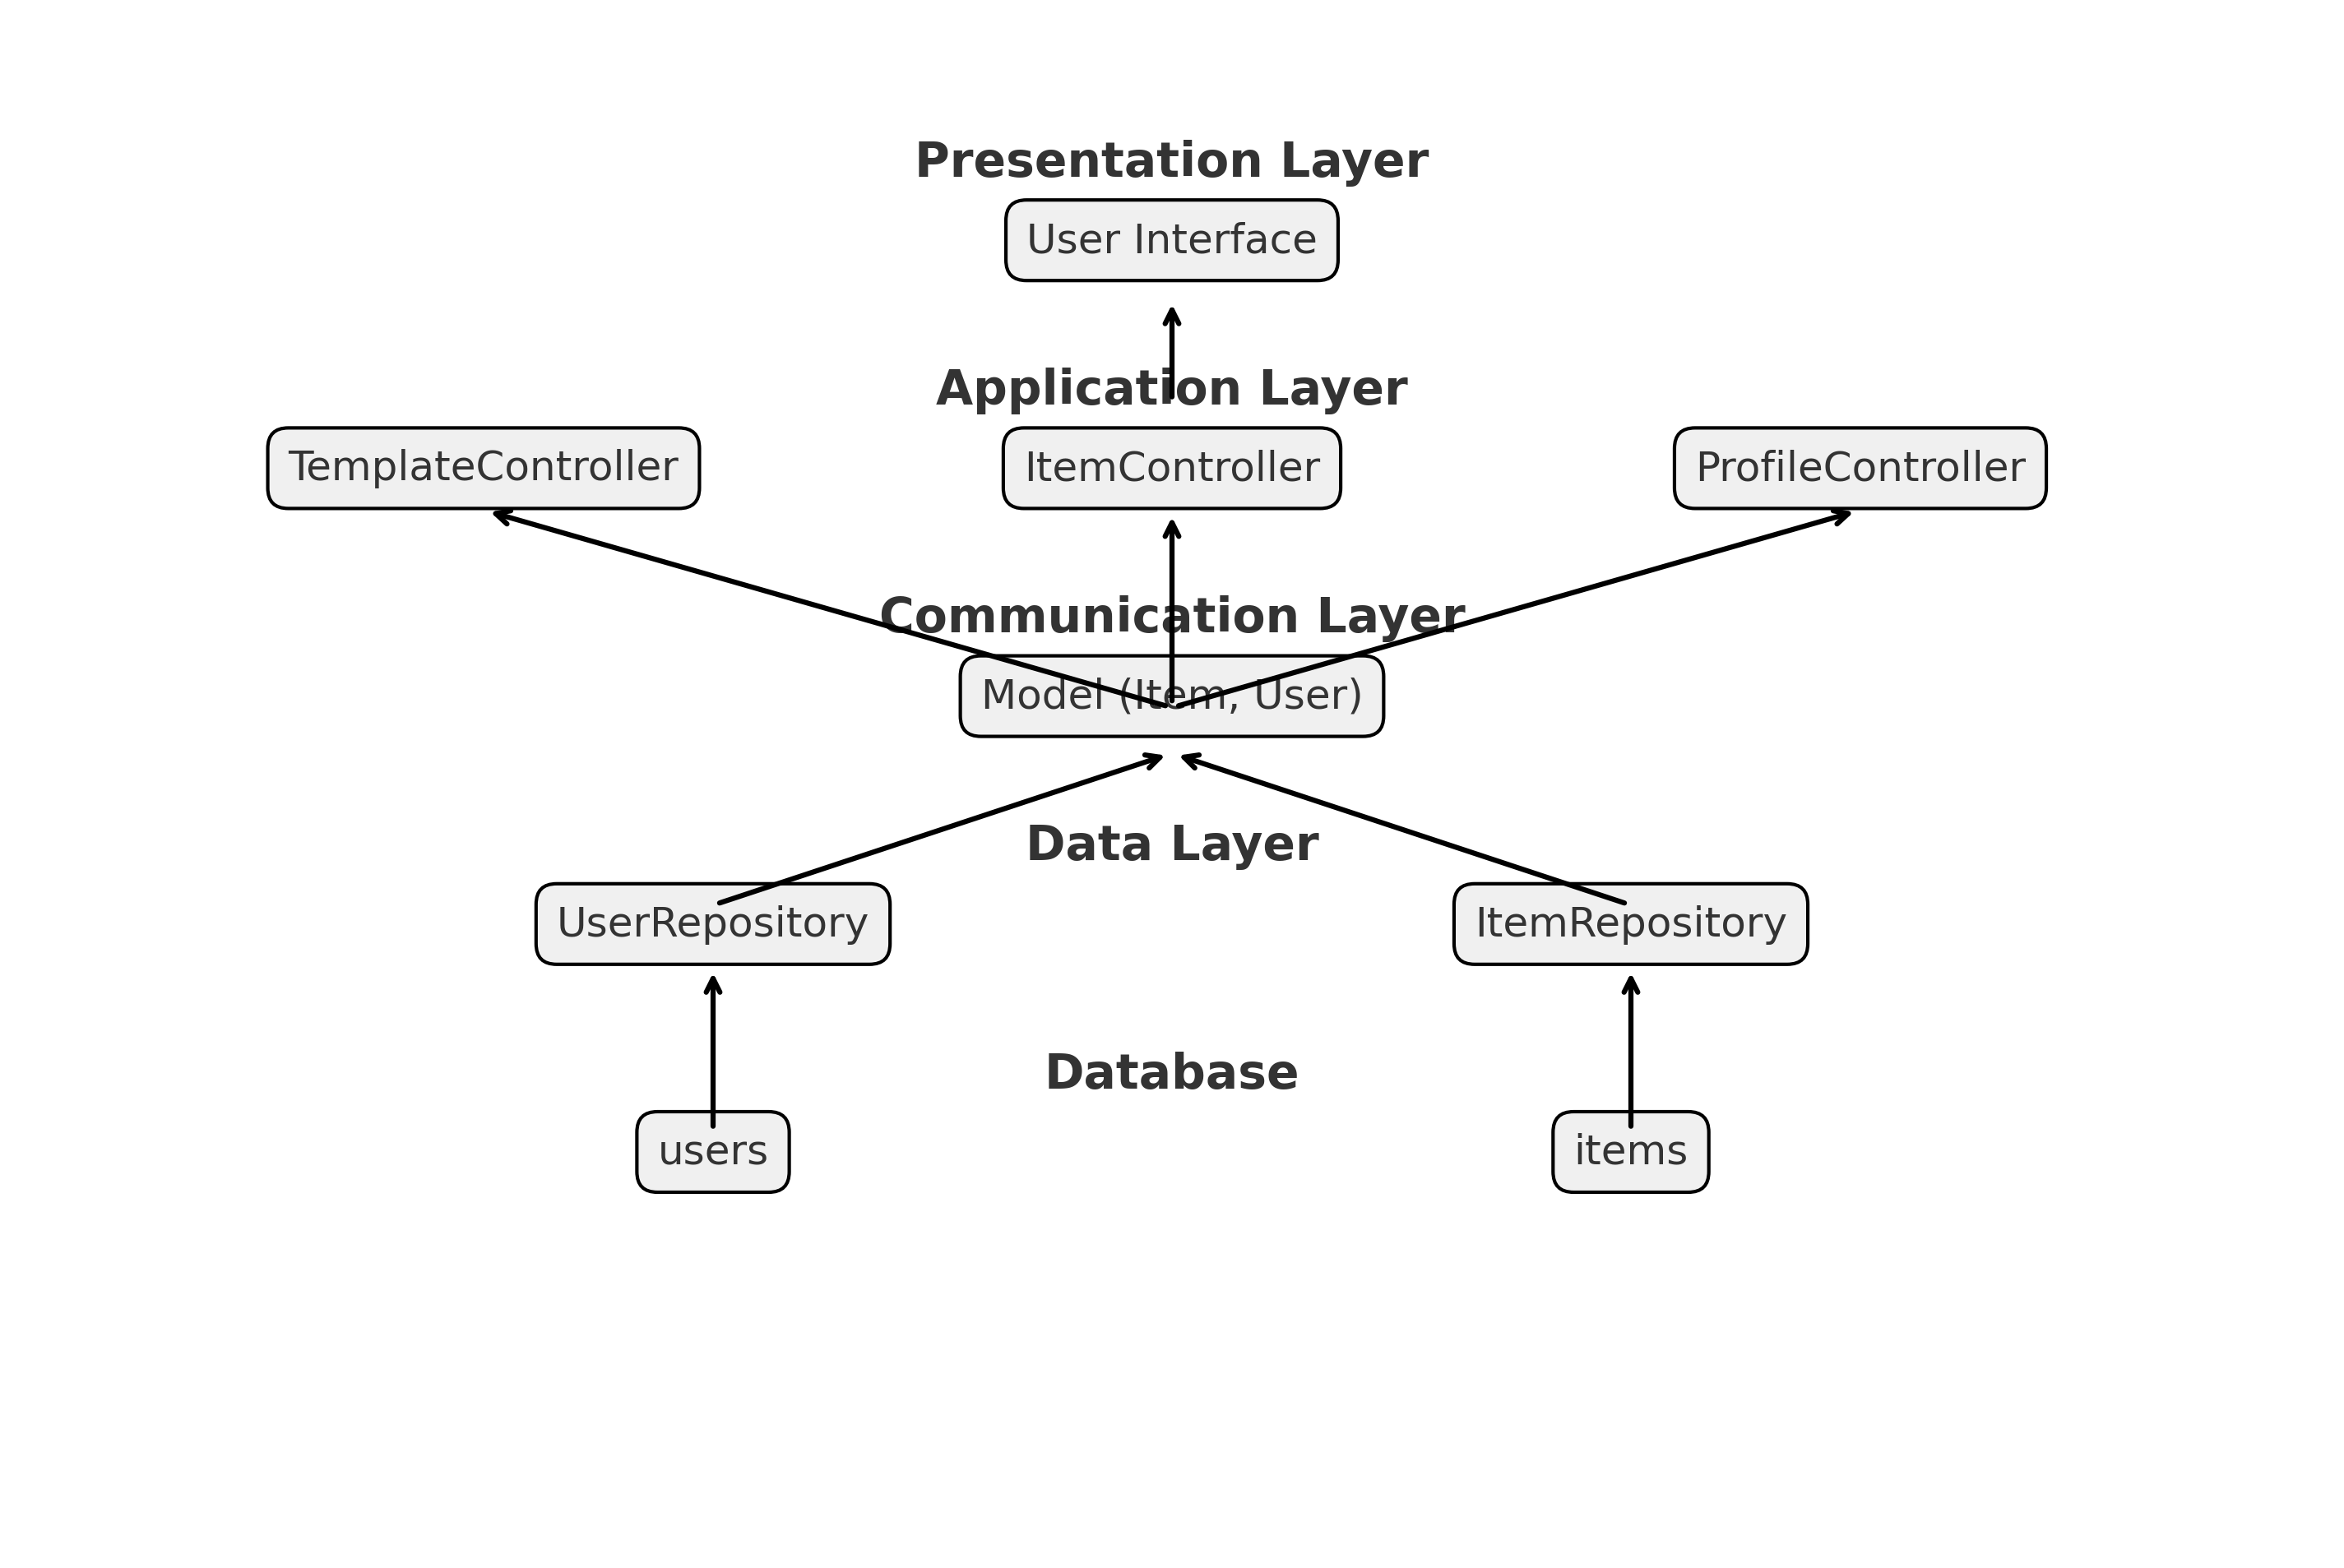 Presentation Layer
User Interface
Application Layer
TemplateController
ItemController
ProfileController
Communication Layer
Model (Item, User)
Data Layer
UserRepository
ItemRepository
Database
users
items